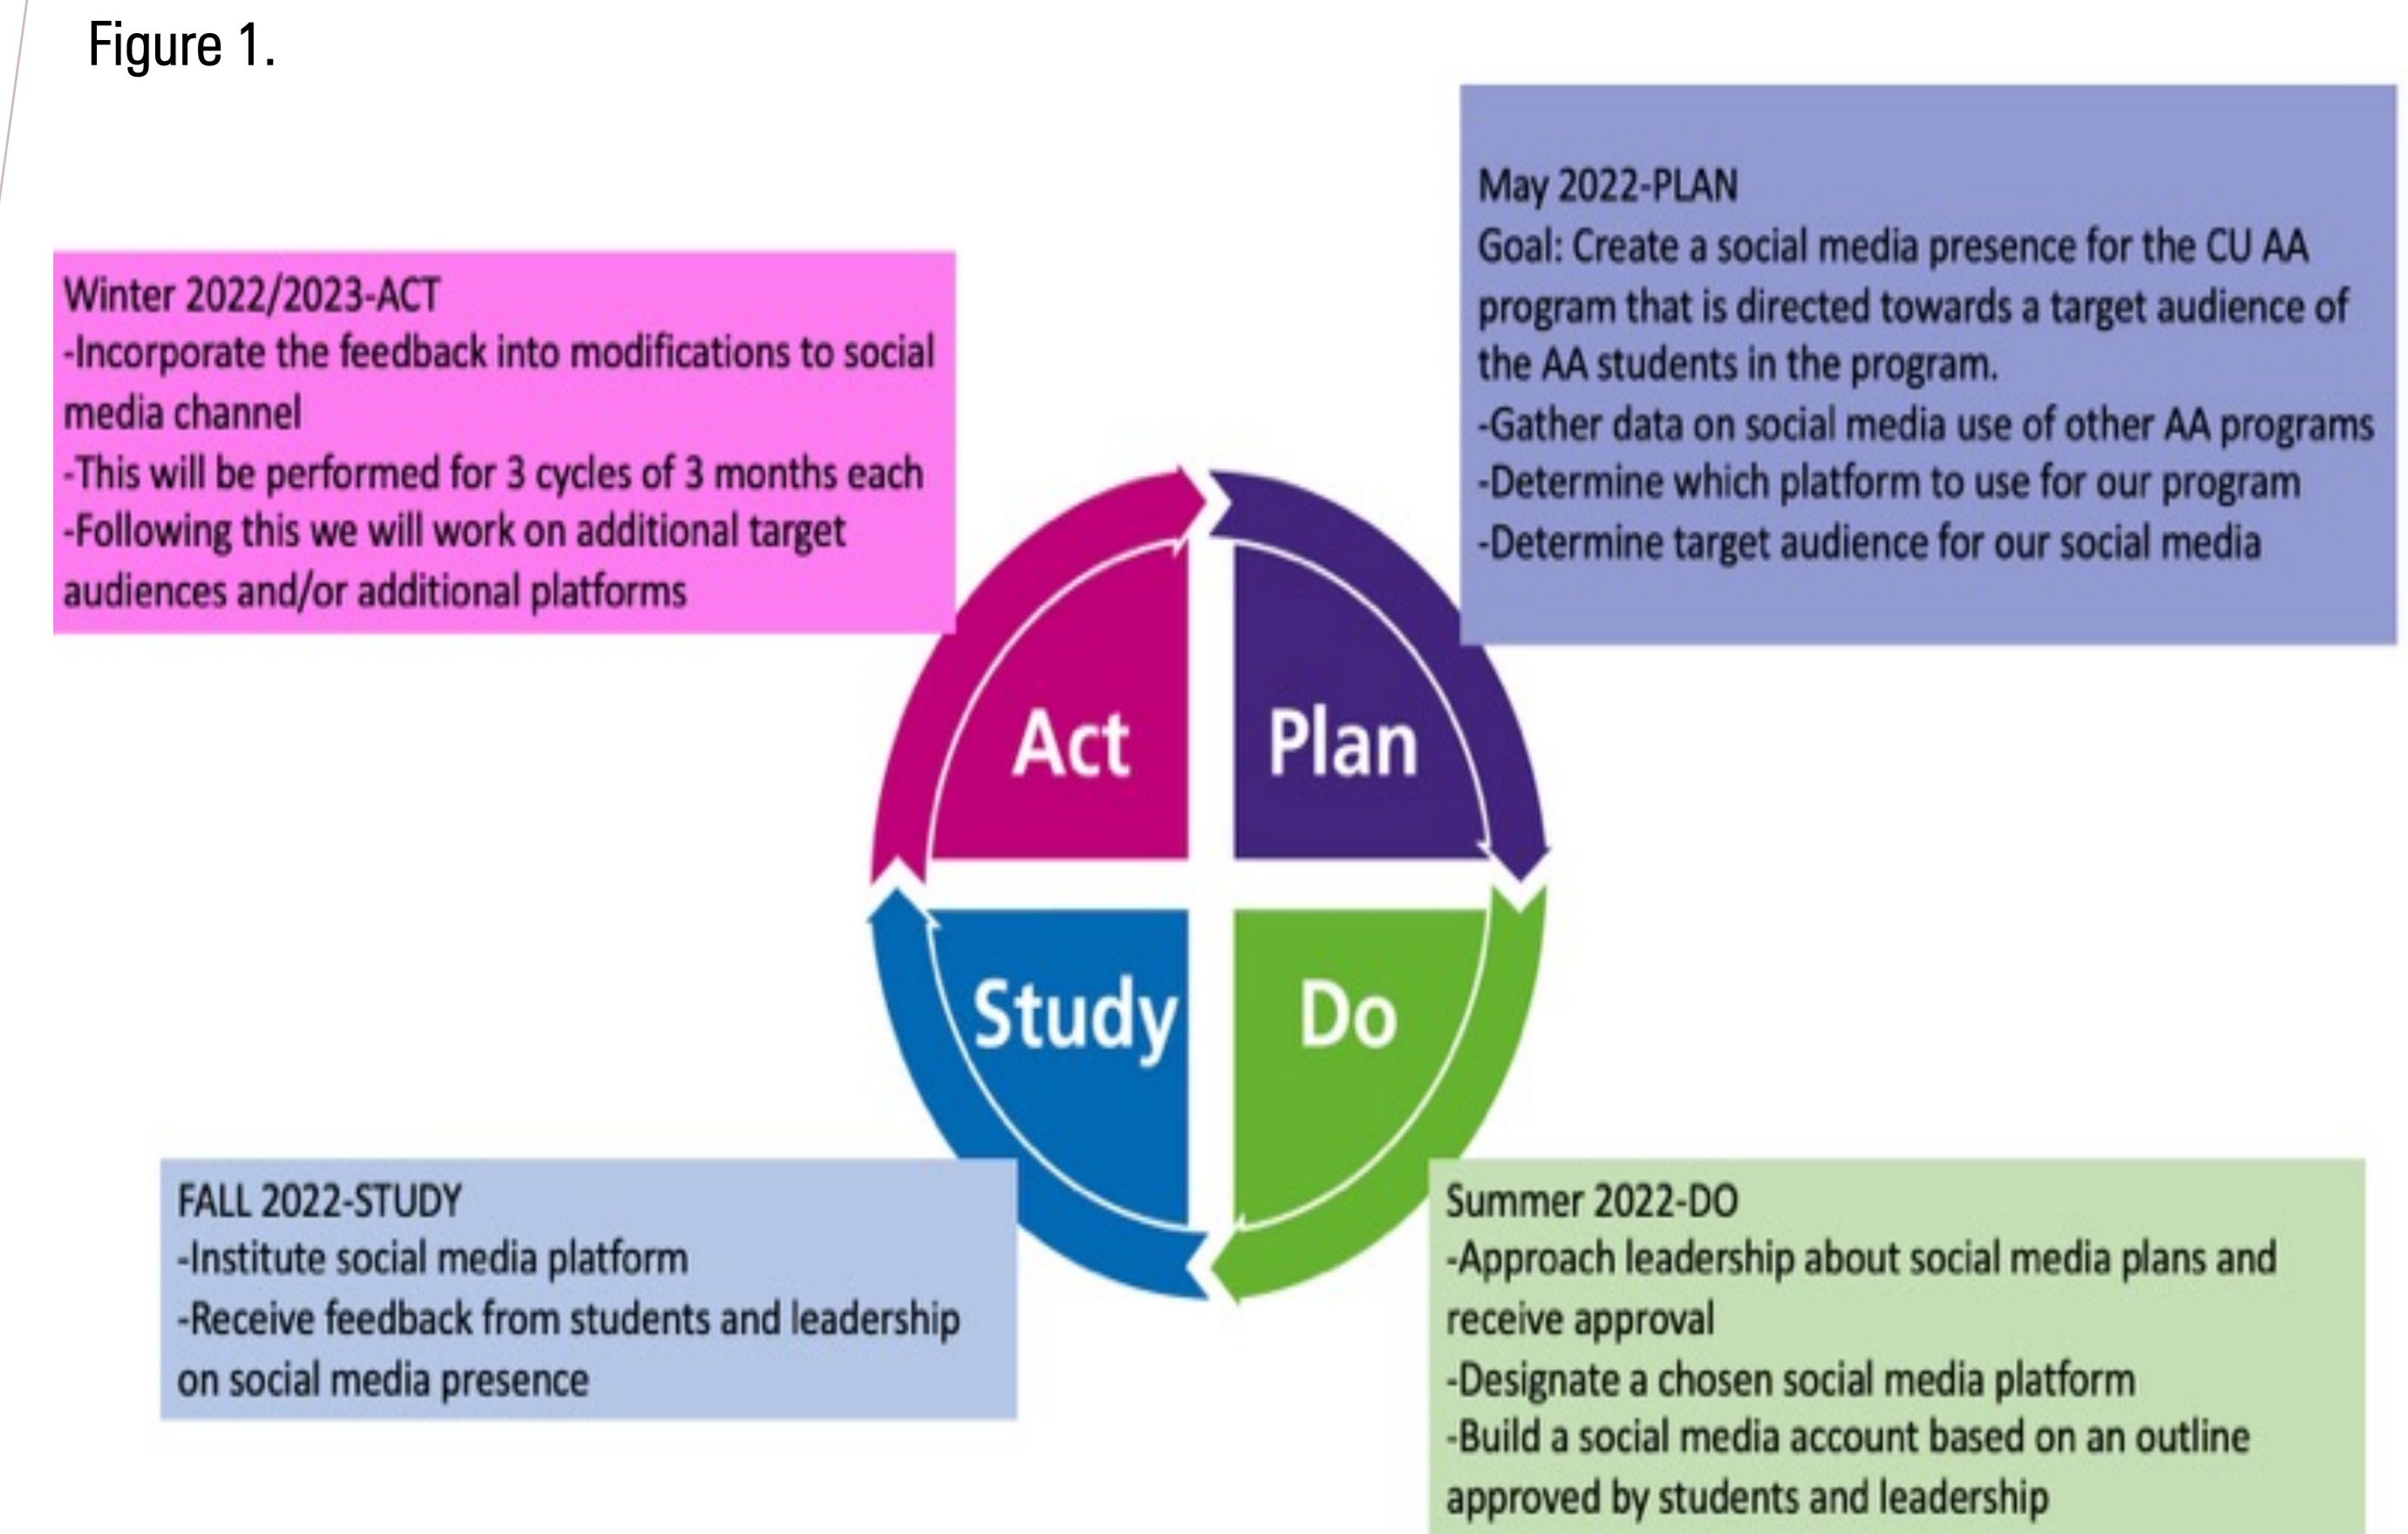 Figure 1.
May 2022-PLAN
Goal: Create a social media presence for the CU AA
program that is directed towards a target audience of
the AA students in the program.
-Gather data on social media use of other AA programs
-Determine which platform to use for our program
-Determine target audience for our social media
Winter 2022/2023-ACT
-Incorporate the feedback into modifications to social
media channel
-This will be performed for 3 cycles of 3 months each
-Following this we will work on additional target
audiences and/or additional platforms
Act
Plan
Study
Do
FALL 2022-STUDY
-Institute social media platform
-Receive feedback from students and leadership
on social media presence
Summer 2022-DO
-Approach leadership about social media plans and
receive approval
-Designate a chosen social media platform
-Build a social media account based on an outline
approved by students and leadership